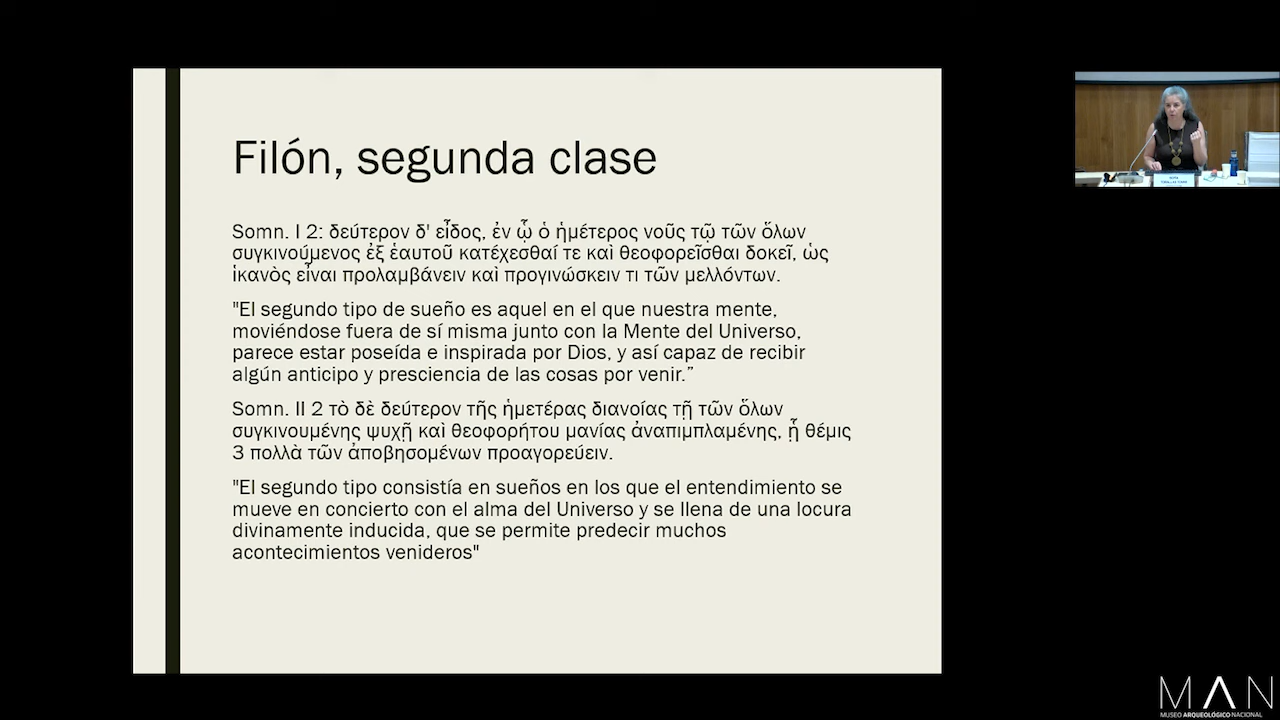 Filón, segunda clase
Somn. I 2: δεύτερον δ' εἶδος, ἐν ᾧ ὁ ἡμέτερος νοῦς τῷ τῶν ὅλων
συγκινούμενος ἐξ ἑαυτοῦ κατέχεσθαί τε καὶ θεοφορεῖσθαι δοκεῖ, ὡς
ἱκανὸς εἶναι προλαμβάνειν καὶ προγινώσκειν τι τῶν μελλόντων.
"El segundo tipo de sueño es aquel en el que nuestra mente,
moviéndose fuera de sí misma junto con la Mente del Universo,
parece estar poseída e inspirada por Dios, y así capaz de recibir
algún anticipo y presciencia de las cosas por venir.”
Somn. II 2 τὸ δὲ δεύτερον τῆς ἡμετέρας διανοίας τῇ τῶν ὅλων
συγκινουμένης ψυχῇ καὶ θεοφορήτου μανίας ἀναπιμπλαμένης, ᾗ θέμις
3 πολλὰ τῶν ἀποβησομένων προαγορεύειν.
"El segundo tipo consistía en sueños en los que el entendimiento se
mueve en concierto con el alma del Universo y se llena de una locura
divinamente inducida, que se permite predecir muchos
acontecimientos venideros"
MAN
MUSEO ARQUEOLÓGICO NACIONAL